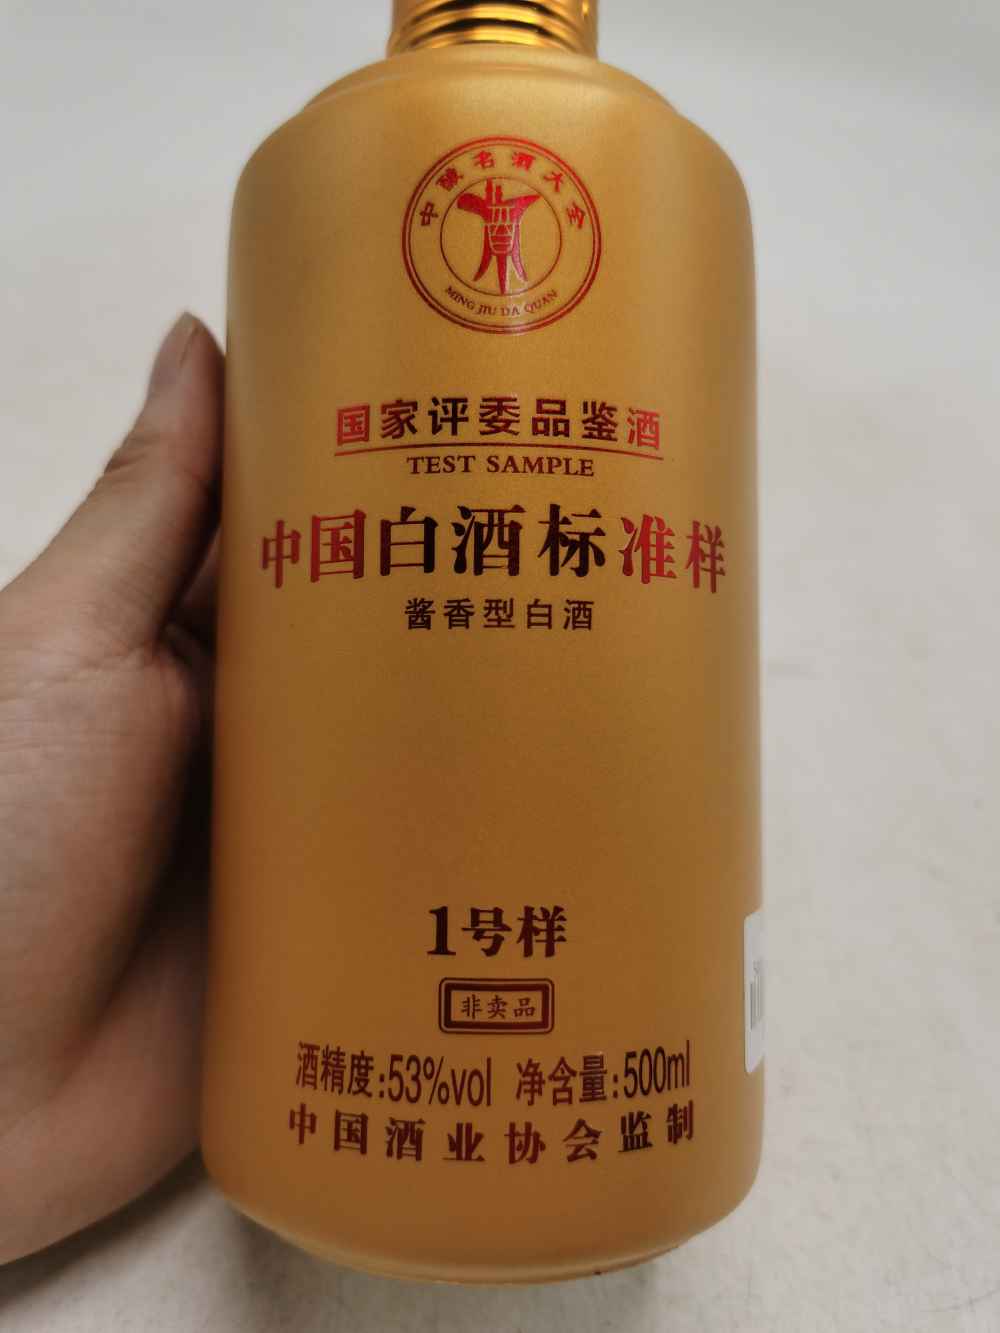 中酿名酒大全
MING JIU DA QUAN
国家评委品鉴酒
TEST SAMPLE
中国白酒标准样
酱香型白酒
1号样
非卖品
酒精度:53%vol 净含量:500ml
中国酒业协会监制